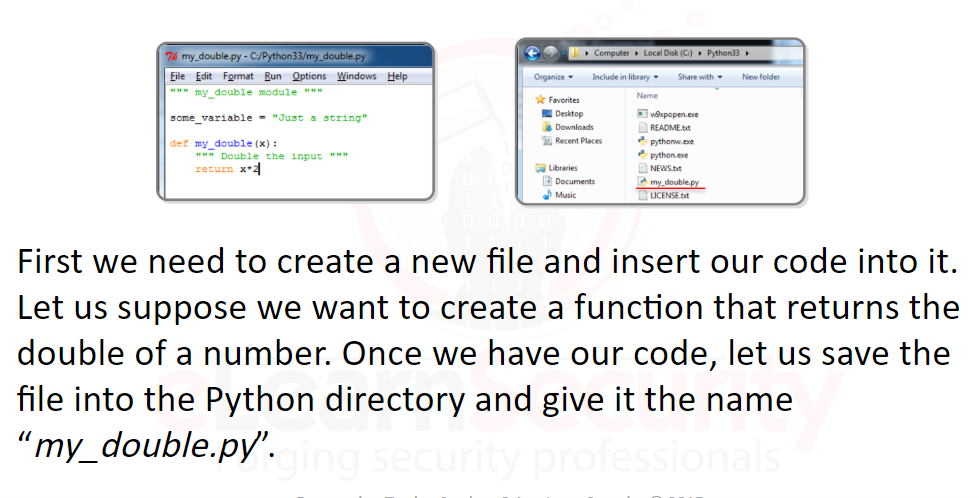 my_double.py - C:/Python33/my_double.py
File Edit Format Run Options Windows Help
""" my_double module """
some_variable = "Just a string"
def my_double(x):
""" Double the input """
return x*2
Computer Local Disk (C:) Python33
Organize Include in library Share with New folder
Favorites
Desktop
Downloads
Recent Places
Libraries
Documents
Music
Name
w9xpopen.exe
README.txt
pythonw.exe
python.exe
NEWS.txt
my_double.py
LICENSE.txt
First we need to create a new file and insert our code into it.
Let us suppose we want to create a function that returns the
double of a number. Once we have our code, let us save the
file into the Python directory and give it the name
“my_double.py”.
eLearnSecurity
Forging security professionals